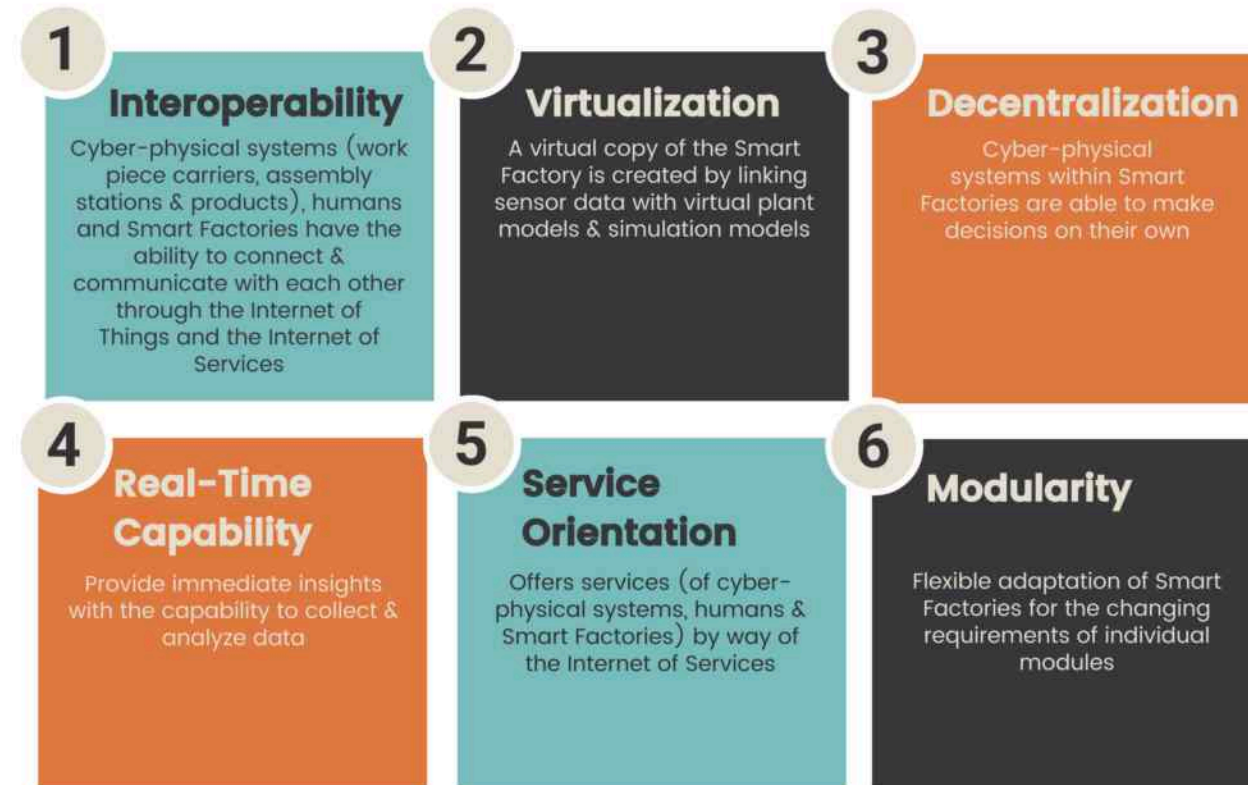 1
Interoperability
Cyber-physical systems (work
piece carriers, assembly
stations & products), humans
and Smart Factories have the
ability to connect &
communicate with each other
through the Internet of
Things and the Internet of
Services
2
Virtualization
A virtual copy of the Smart
Factory is created by linking
sensor data with virtual plant
models & simulation models
3
Decentralization
Cyber-physical
systems within Smart
Factories are able to make
decisions on their own
4
Real-Time
Capability
Provide immediate insights
with the capability to collect &
analyze data
5
Service
Orientation
Offers services (of cyber-
physical systems, humans &
Smart Factories) by way of
the Internet of Services
6
Modularity
Flexible adaptation of Smart
Factories for the changing
requirements of individual
modules